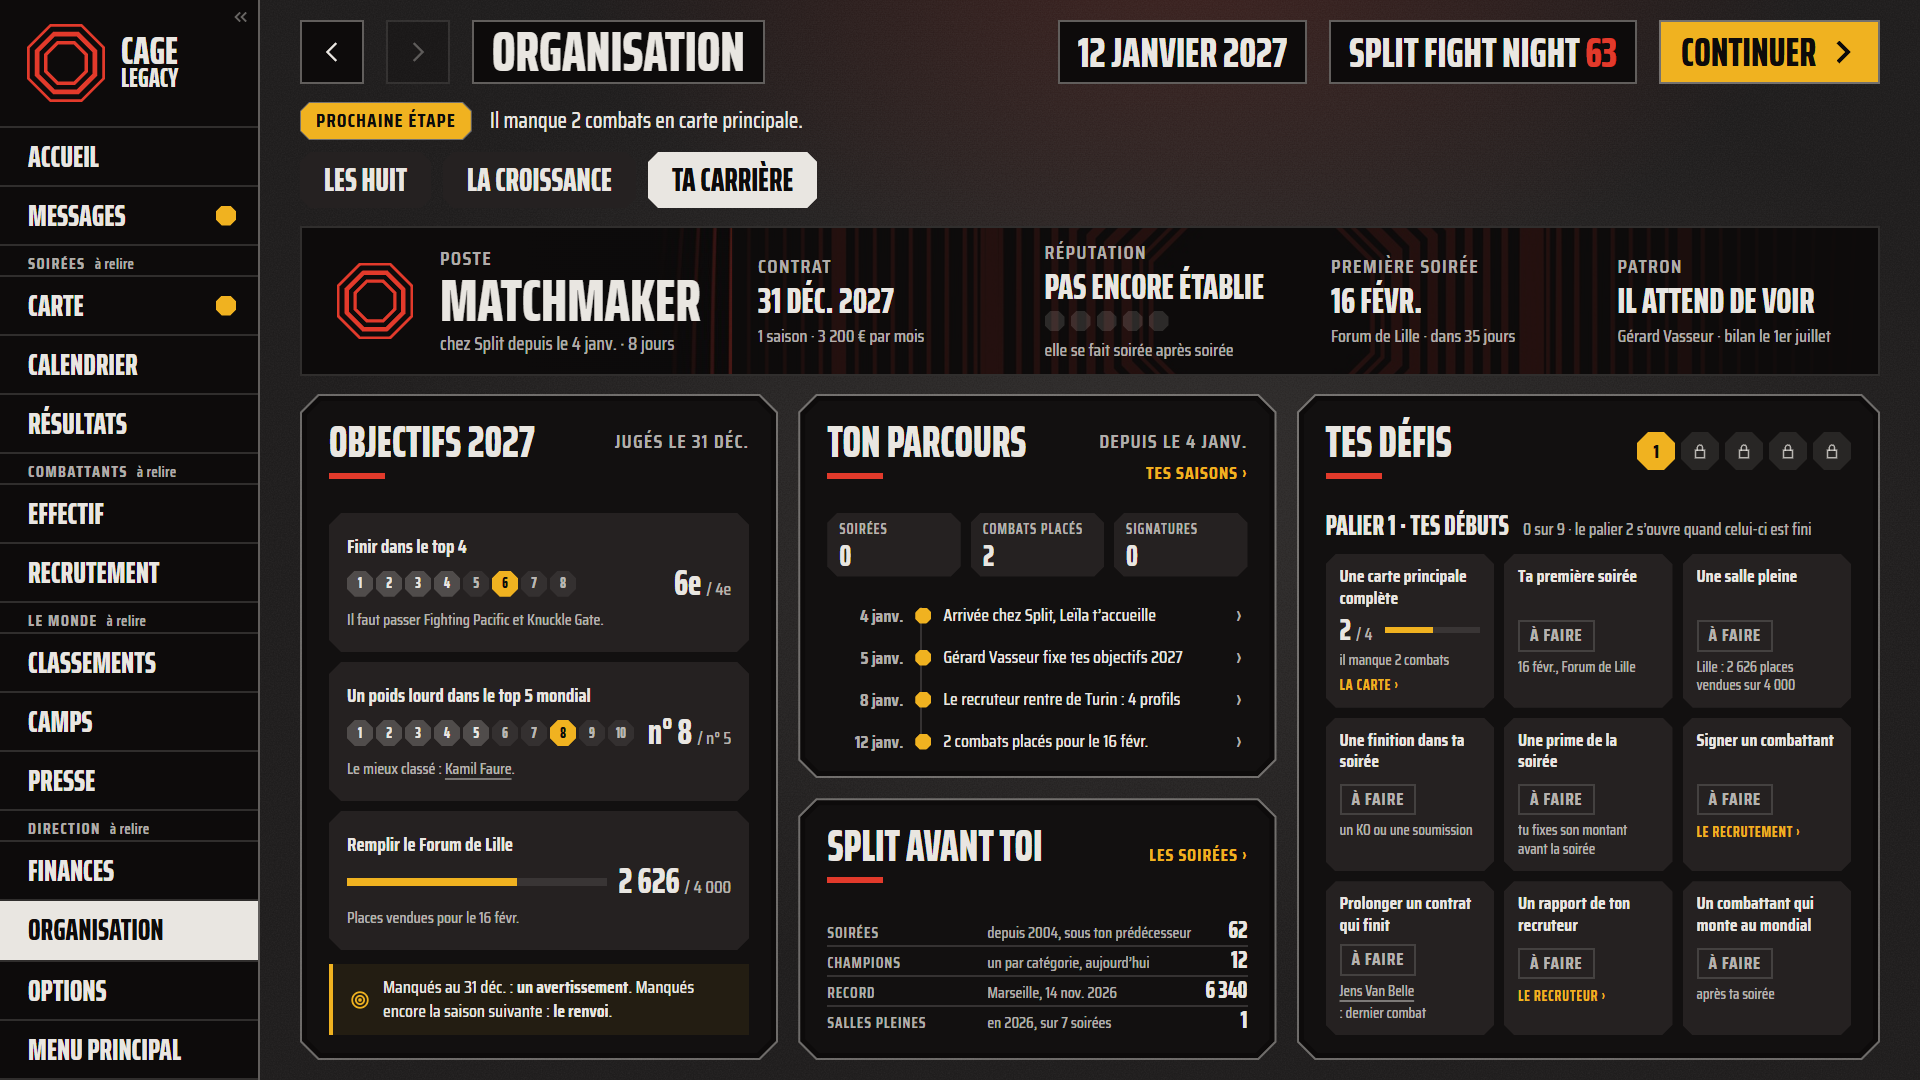 CAGE
LEGACY
ACCUEIL
MESSAGES
SOIRÉES à relire
CARTE
CALENDRIER
RÉSULTATS
COMBATTANTS à relire
EFFECTIF
RECRUTEMENT
LE MONDE à relire
CLASSEMENTS
CAMPS
PRESSE
DIRECTION à relire
FINANCES
ORGANISATION
OPTIONS
MENU PRINCIPAL
ORGANISATION
12 JANVIER 2027
SPLIT FIGHT NIGHT 63
CONTINUER
PROCHAINE ÉTAPE
Il manque 2 combats en carte principale.
LES HUIT
LA CROISSANCE
TA CARRIÈRE
POSTE
MATCHMAKER
chez Split depuis le 4 janv. · 8 jours
CONTRAT
31 DÉC. 2027
1 saison · 3 200 € par mois
RÉPUTATION
PAS ENCORE ÉTABLIE
elle se fait soirée après soirée
PREMIÈRE SOIRÉE
16 FÉVR.
Forum de Lille · dans 35 jours
PATRON
IL ATTEND DE VOIR
Gérard Vasseur · bilan le 1er juillet
OBJECTIFS 2027
JUGÉS LE 31 DÉC.
Finir dans le top 4
1 2 3 4 5 6 7 8
6e / 4e
Il faut passer Fighting Pacific et Knuckle Gate.
Un poids lourd dans le top 5 mondial
1 2 3 4 5 6 7 8 9 10
n° 8 / n° 5
Le mieux classé : Kamil Faure.
Remplir le Forum de Lille
2 626 / 4 000
Places vendues pour le 16 févr.
Manqués au 31 déc. : un avertissement. Manqués
encore la saison suivante : le renvoi.
TON PARCOURS
DEPUIS LE 4 JANV.
TES SAISONS ›
SOIRÉES
0
COMBATS PLACÉS
2
SIGNATURES
0
4 janv. Arrivée chez Split, Leïla t'accueille ›
5 janv. Gérard Vasseur fixe tes objectifs 2027 ›
8 janv. Le recruteur rentre de Turin : 4 profils ›
12 janv. 2 combats placés pour le 16 févr. ›
SPLIT AVANT TOI
LES SOIRÉES ›
SOIRÉES depuis 2004, sous ton prédécesseur 62
CHAMPIONS un par catégorie, aujourd'hui 12
RECORD Marseille, 14 nov. 2026 6 340
SALLES PLEINES en 2026, sur 7 soirées 1
TES DÉFIS
1
PALIER 1 · TES DÉBUTS 0 sur 9 · le palier 2 s'ouvre quand celui-ci est fini
Une carte principale
complète
2 / 4
il manque 2 combats
LA CARTE ›
Ta première soirée
À FAIRE
16 févr., Forum de Lille
Une salle pleine
À FAIRE
Lille : 2 626 places
vendues sur 4 000
Une finition dans ta
soirée
À FAIRE
un KO ou une soumission
Une prime de la
soirée
À FAIRE
tu fixes son montant
avant la soirée
Signer un combattant
À FAIRE
LE RECRUTEMENT ›
Prolonger un contrat
qui finit
À FAIRE
Jens Van Belle
: dernier combat
Un rapport de ton
recruteur
À FAIRE
LE RECRUTEUR ›
Un combattant qui
monte au mondial
À FAIRE
après ta soirée